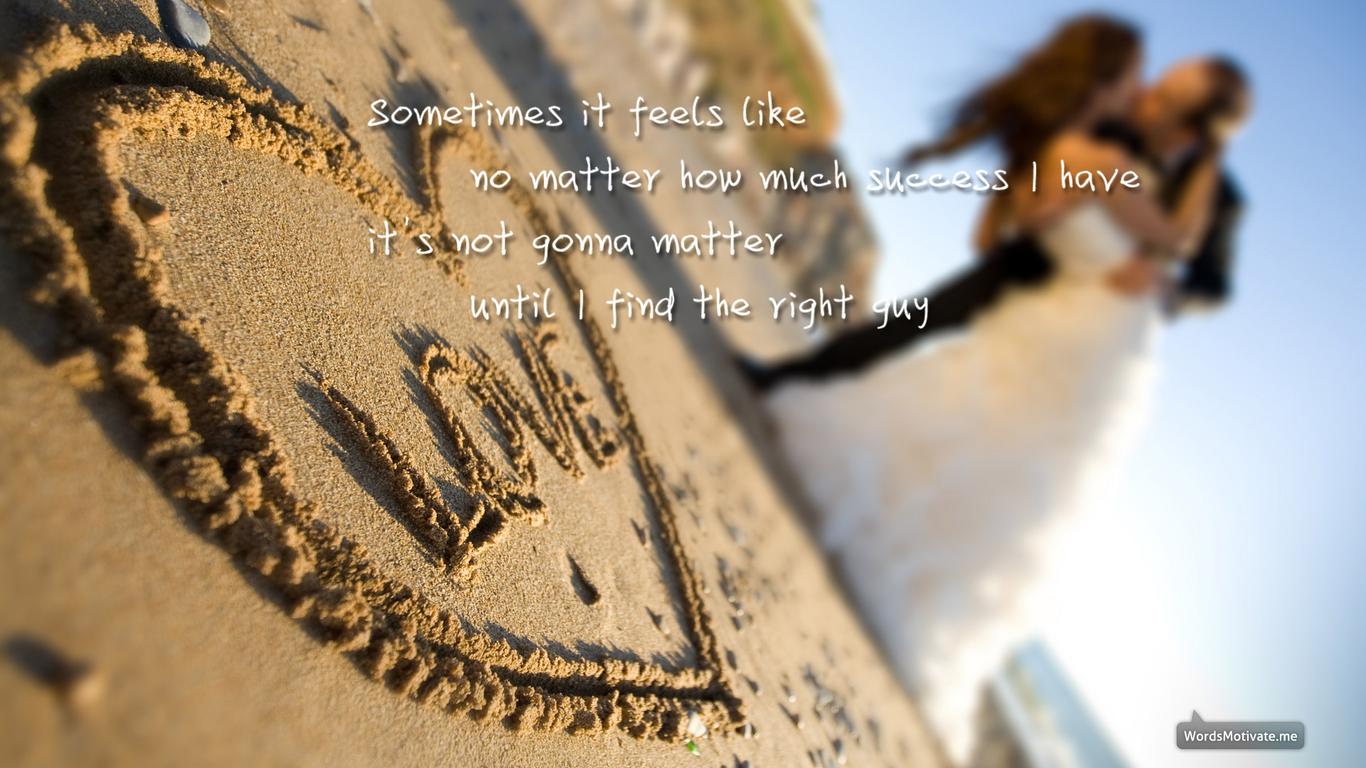 Sometimes it feels like
no matter how much success I have
it's not gonna matter
until I find the right guy
LOVE
WordsMotivate.me